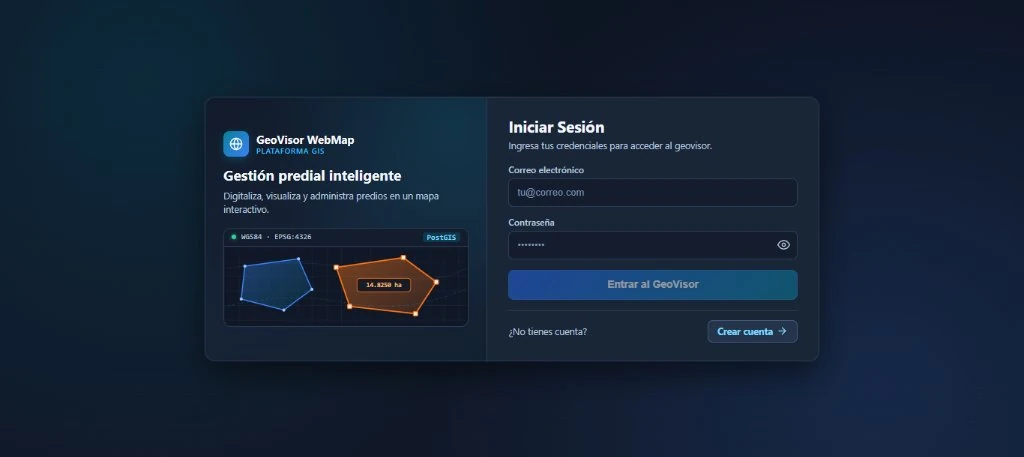 GeoVisor WebMap
PLATAFORMA GIS
Gestión predial inteligente
Digitaliza, visualiza y administra predios en un mapa
interactivo.
WGS84 · EPSG:4326
PostGIS
14.8250 ha
Iniciar Sesión
Ingresa tus credenciales para acceder al geovisor.
Correo electrónico
tu@correo.com
Contraseña
••••••••
Entrar al GeoVisor
¿No tienes cuenta?
Crear cuenta →